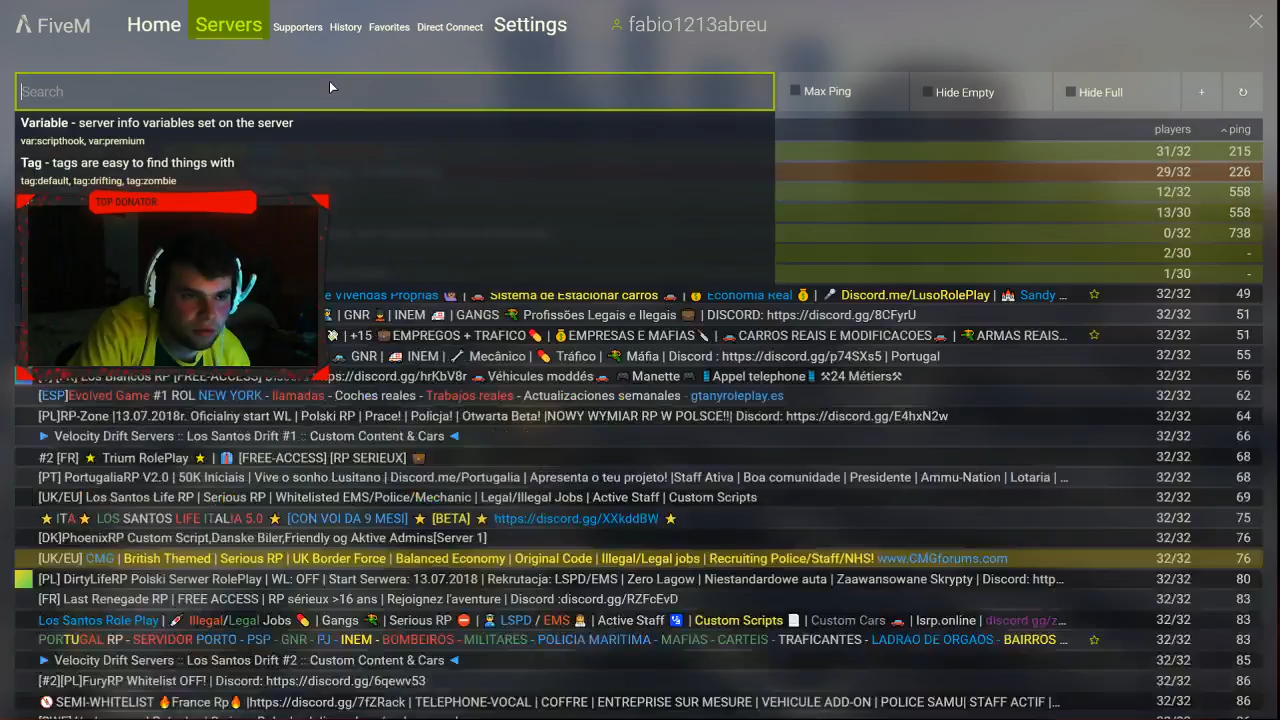 FiveM Home Servers Supporters History Favorites Direct Connect Settings fabio1213abreu
Search Max Ping Hide Empty Hide Full +
Variable - server info variables set on the server players ping
var:scripthook, var:premium 31/32 215
Tag - tags are easy to find things with 29/32 226
tag:default, tag:drifting, tag:zombie 12/32 558
TOP DONATOR 13/30 558
0/32 738
2/30 -
1/30 -
e Vivendas Próprias | Sistema de Estacionar carros | Economia Real | Discord.me/LusoRolePlay | Sandy ... 32/32 49
GNR | INEM | GANGS Profissões Legais e Ilegais | DISCORD: https://discord.gg/8CFyrU 32/32 51
| +15 EMPREGOS + TRAFICO | EMPRESAS E MAFIAS | CARROS REAIS E MODIFICACOES | ARMAS REAIS... 32/32 51
GNR | INEM | Mecânico | Tráfico | Máfia | Discord : https://discord.gg/p74SXs5 | Portugal 32/32 55
Los Blancos RP [FREE-ACCESS] Discord : https://discord.gg/hrKbV8r Véhicules moddés Manette Appel telephone 24 Métiers 32/32 56
[ESP]Evolved Game #1 ROL NEW YORK - llamadas - Coches reales - Trabajos reales - Actualizaciones semanales - gtanyroleplay.es 32/32 62
[PL]RP-Zone |13.07.2018r. Oficialny start WL | Polski RP | Prace! | Policja! | Otwarta Beta! |NOWY WYMIAR RP W POLSCE!!| Discord: https://discord.gg/E4hxN2w 32/32 64
► Velocity Drift Servers :: Los Santos Drift #1 :: Custom Content & Cars ◄ 32/32 66
#2 [FR] ★ Trium RolePlay ★ | [FREE-ACCESS] [RP SERIEUX] 32/32 68
[PT] PortugaliaRP V2.0 | 50K Iniciais | Vive o sonho Lusitano | Discord.me/Portugalia | Apresenta o teu projeto! |Staff Ativa | Boa comunidade | Presidente | Ammu-Nation | Lotaria | ... 32/32 68
[UK/EU] Los Santos Life RP | Serious RP | Whitelisted EMS/Police/Mechanic | Legal/Illegal Jobs | Active Staff | Custom Scripts 32/32 69
★ ITA ★ LOS SANTOS LIFE ITALIA 5.0 ★ [CON VOI DA 9 MESI] ★ [BETA] ★ https://discord.gg/XXkddBW ★ 32/32 75
[DK]PhoenixRP Custom Script,Danske Biler,Friendly og Aktive Admins[Server 1] 32/32 75
[UK/EU] CMG | British Themed | Serious RP | UK Border Force | Balanced Economy | Original Code | Illegal/Legal jobs | Recruiting Police/Staff/NHS! www.CMGforums.com 32/32 76
[PL] DirtyLifeRP Polski Serwer RolePlay | WL: OFF | Start Serwera: 13.07.2018 | Rekrutacja: LSPD/EMS | Zero Lagow | Niestandardowe auta | Zaawansowane Skrypty | Discord: http... 32/32 80
[FR] Last Renegade RP | FREE ACCESS | RP sérieux >16 ans | Rejoignez l'aventure | Discord :discord.gg/RZFcEvD 32/32 83
Los Santos Role Play | Illegal/Legal Jobs | Gangs | Serious RP | LSPD / EMS | Active Staff | Custom Scripts | Custom Cars | lsrp.online | discord.gg/z... 32/32 83
PORTUGAL RP - SERVIDOR PORTO - PSP - GNR - PJ - INEM - BOMBEIROS - MILITARES - POLICIA MARITIMA - MAFIAS - CARTEIS - TRAFICANTES - LADRAO DE ORGAOS - BAIRROS ... 32/32 83
► Velocity Drift Servers :: Los Santos Drift #2 :: Custom Content & Cars ◄ 32/32 85
[#2][PL]FuryRP Whitelist OFF! | Discord: https://discord.gg/6qewv53 32/32 86
SEMI-WHITELIST France Rp |https://discord.gg/7fZRack | TELEPHONE-VOCAL | COFFRE | ENTREPRISE SUR MESURE | VEHICULE ADD-ON | POLICE SAMU| STAFF ACTIF |... 32/32 86